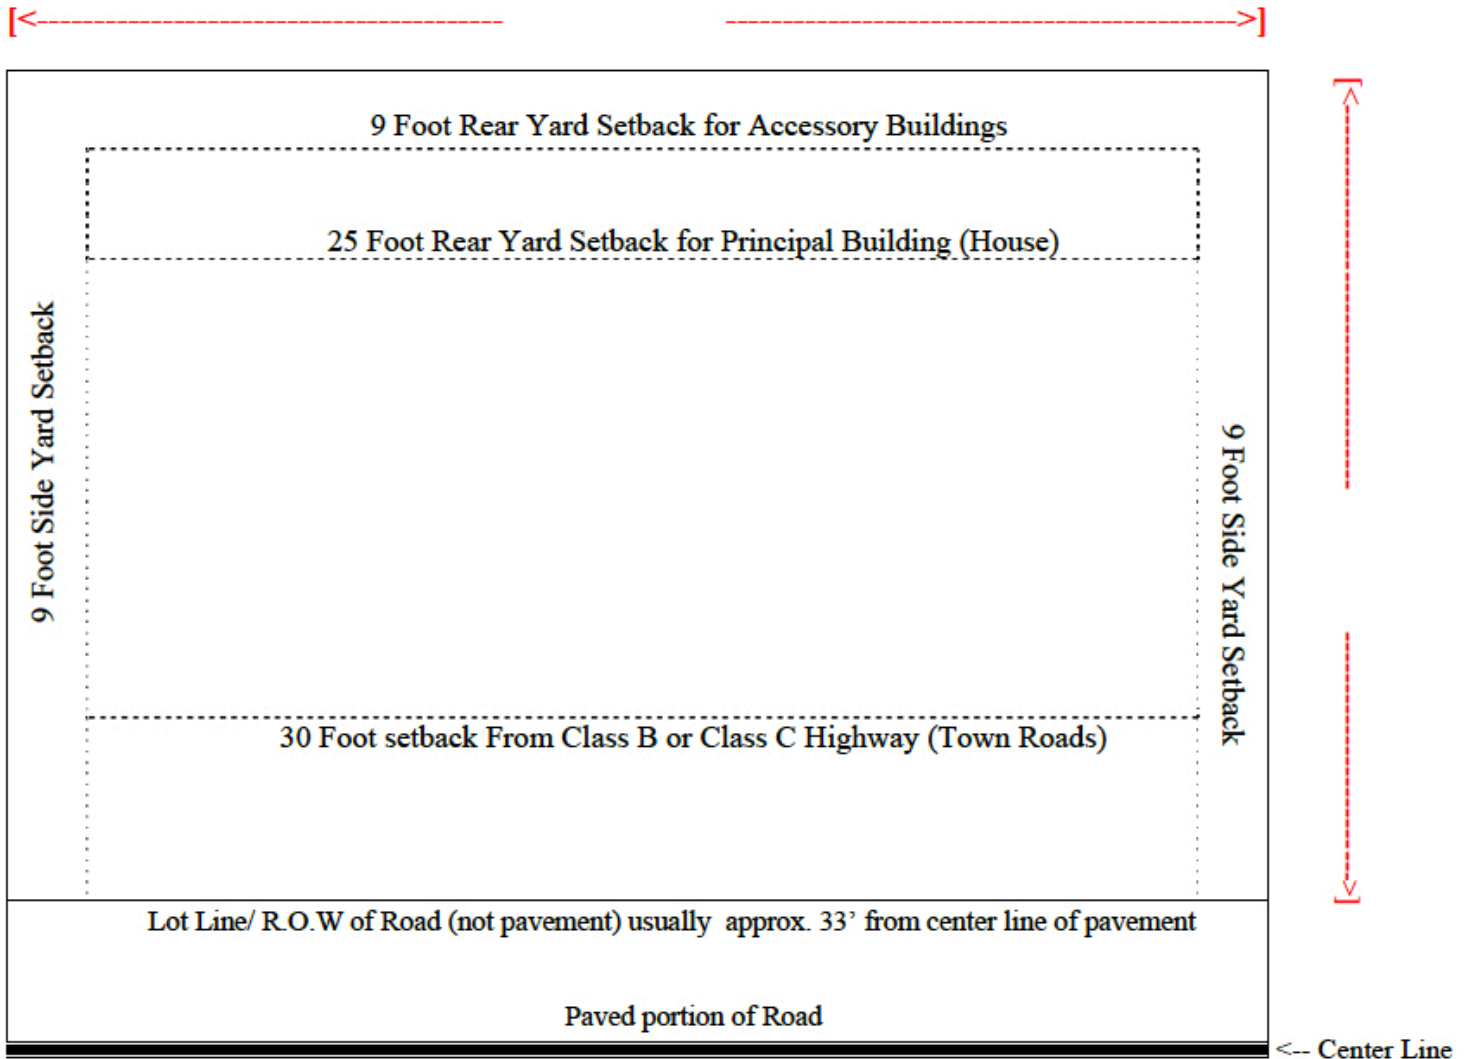 9 Foot Rear Yard Setback for Accessory Buildings
25 Foot Rear Yard Setback for Principal Building (House)
9 Foot Side Yard Setback
9 Foot Side Yard Setback
30 Foot setback From Class B or Class C Highway (Town Roads)
Lot Line/ R.O.W of Road (not pavement) usually approx. 33’ from center line of pavement
Paved portion of Road
<-- Center Line